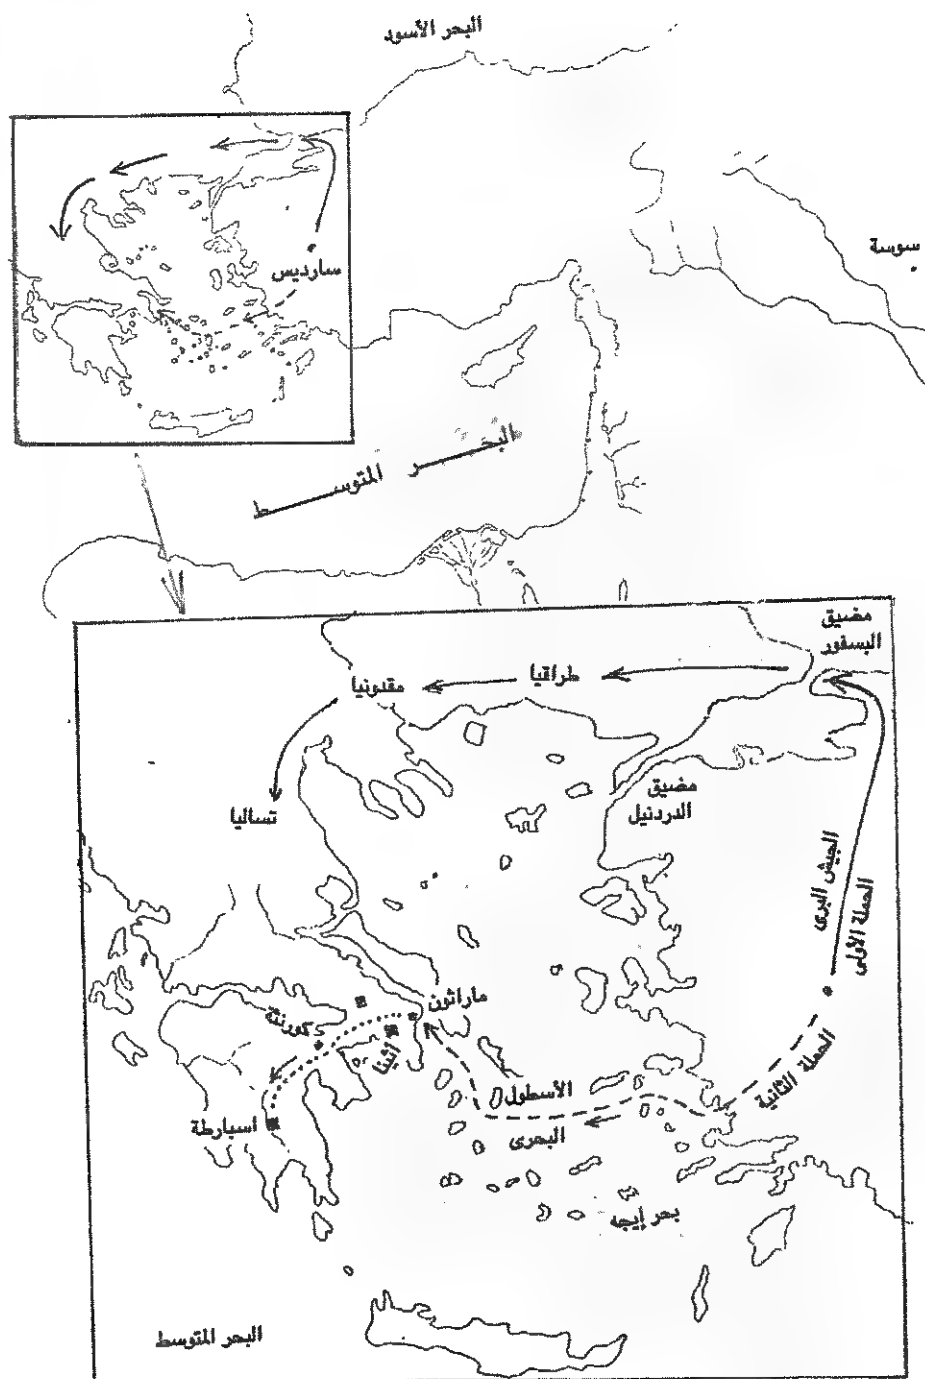 البحر الأسود
سوسة
سارديس
البحر المتوسط
مضيق
البسفور
طراقيا
مقدونيا
مضيق
الدردنيل
تساليا
الجيش البرى
الحملة الأولى
ماراثون
كورنثة
اثينا
الحملة الثانية
الأسطول
البحرى
اسبارطة
بحر إيجه
البحر المتوسط